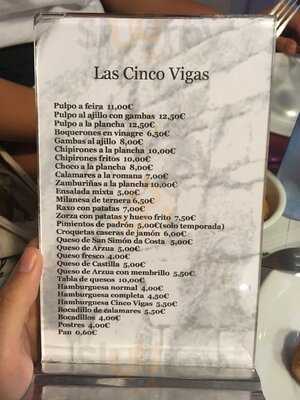 Las Cinco Vigas
Pulpo a feira 11,00€
Pulpo al ajillo con gambas 12,50€
Pulpo a la plancha 12,50€
Boquerones en vinagre 6,50€
Gambas al ajillo 8,00€
Chipirones a la plancha 10,00€
Chipirones fritos 10,00€
Choco a la plancha 8,00€
Calamares a la romana 7,00€
Zamburiñas a la plancha 10,00€
Ensalada mixta 5,00€
Milanesa de ternera 6,50€
Raxo con patatas 7,00€
Zorza con patatas y huevo frito 7,50€
Pimientos de padrón 5,00€(solo temporada)
Croquetas caseras de jamón 6,00€
Queso de San Simón da Costa 5,00€
Queso de Arzua 5,00€
Queso fresco 4,00€
Queso de Castilla 5,00€
Queso de Arzua con membrillo 5,50€
Tabla de quesos 10,00€
Hamburguesa normal 4,00€
Hamburguesa completa 4,50€
Hamburguesa Cinco Vigas 5,50€
Bocadillo de calamares 5,50€
Bocadillos 4,00€
Postres 4,00€
Pan 0,60€